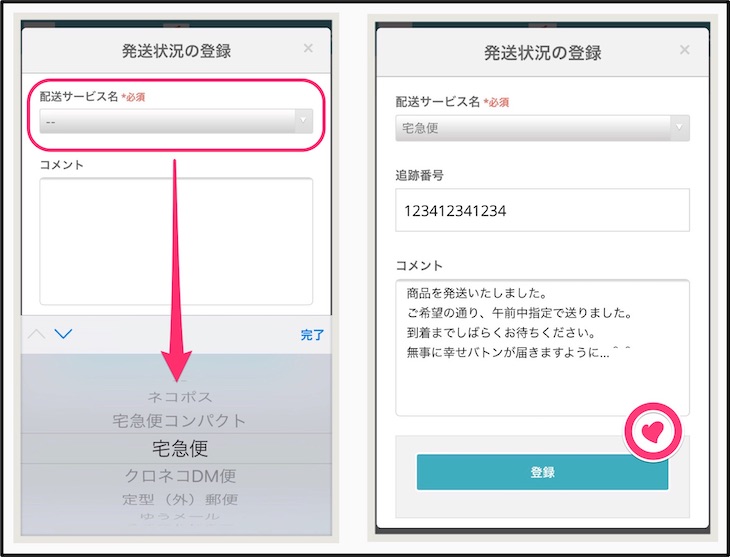 発送状況の登録
×
配送サービス名 *必須
--
コメント
完了
ネコポス
宅急便コンパクト
宅急便
クロネコDM便
定型（外）郵便
ゆうメール
発送状況の登録
×
配送サービス名 *必須
宅急便
追跡番号
123412341234
コメント
商品を発送いたしました。
ご希望の通り、午前中指定で送りました。
到着までしばらくお待ちください。
無事に幸せバトンが届きますように...^ ^
登録